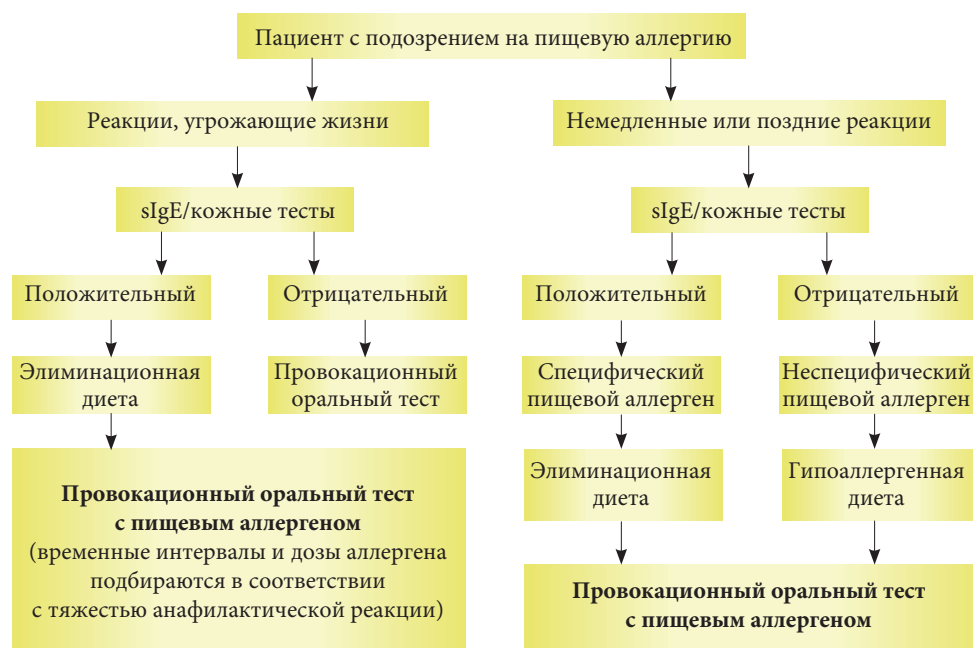 Пациент с подозрением на пищевую аллергию
Реакции, угрожающие жизни
Немедленные или поздние реакции
sIgE/кожные тесты
sIgE/кожные тесты
Положительный
Отрицательный
Положительный
Отрицательный
Элиминационная
диета
Провокационный
оральный тест
Специфический
пищевой аллерген
Неспецифический
пищевой аллерген
Провокационный оральный тест
с пищевым аллергеном
(временные интервалы и дозы аллергена
подбираются в соответствии
с тяжестью анафилактической реакции)
Элиминационная
диета
Гипоаллергенная
диета
Провокационный оральный тест
с пищевым аллергеном